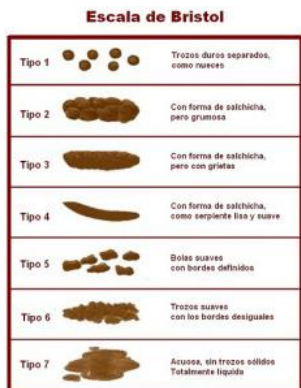 Escala de Bristol
Tipo 1
Trozos duros separados,
como nueces
Tipo 2
Con forma de salchicha,
pero grumosa
Tipo 3
Con forma de salchicha,
pero con grietas
Tipo 4
Con forma de salchicha,
como serpiente lisa y suave
Tipo 5
Bolas suaves
con bordes definidos
Tipo 6
Trozos suaves
con los bordes desiguales
Tipo 7
Acuosa, sin trozos sólidos
Totalmente líquida